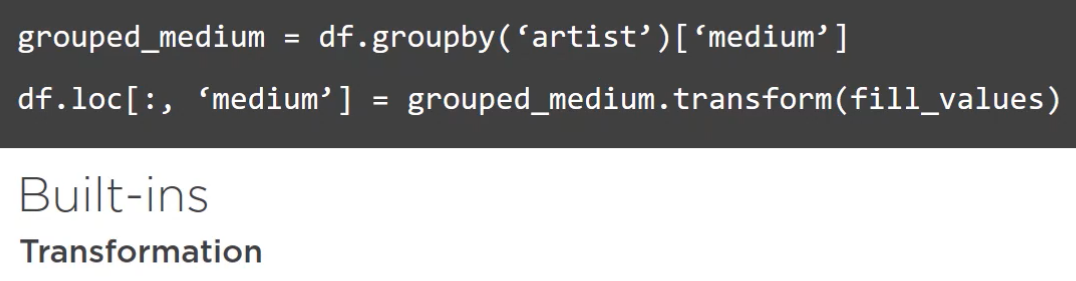 grouped_medium = df.groupby(‘artist’)[‘medium’]
df.loc[:, ‘medium’] = grouped_medium.transform(fill_values)
Built-ins
Transformation